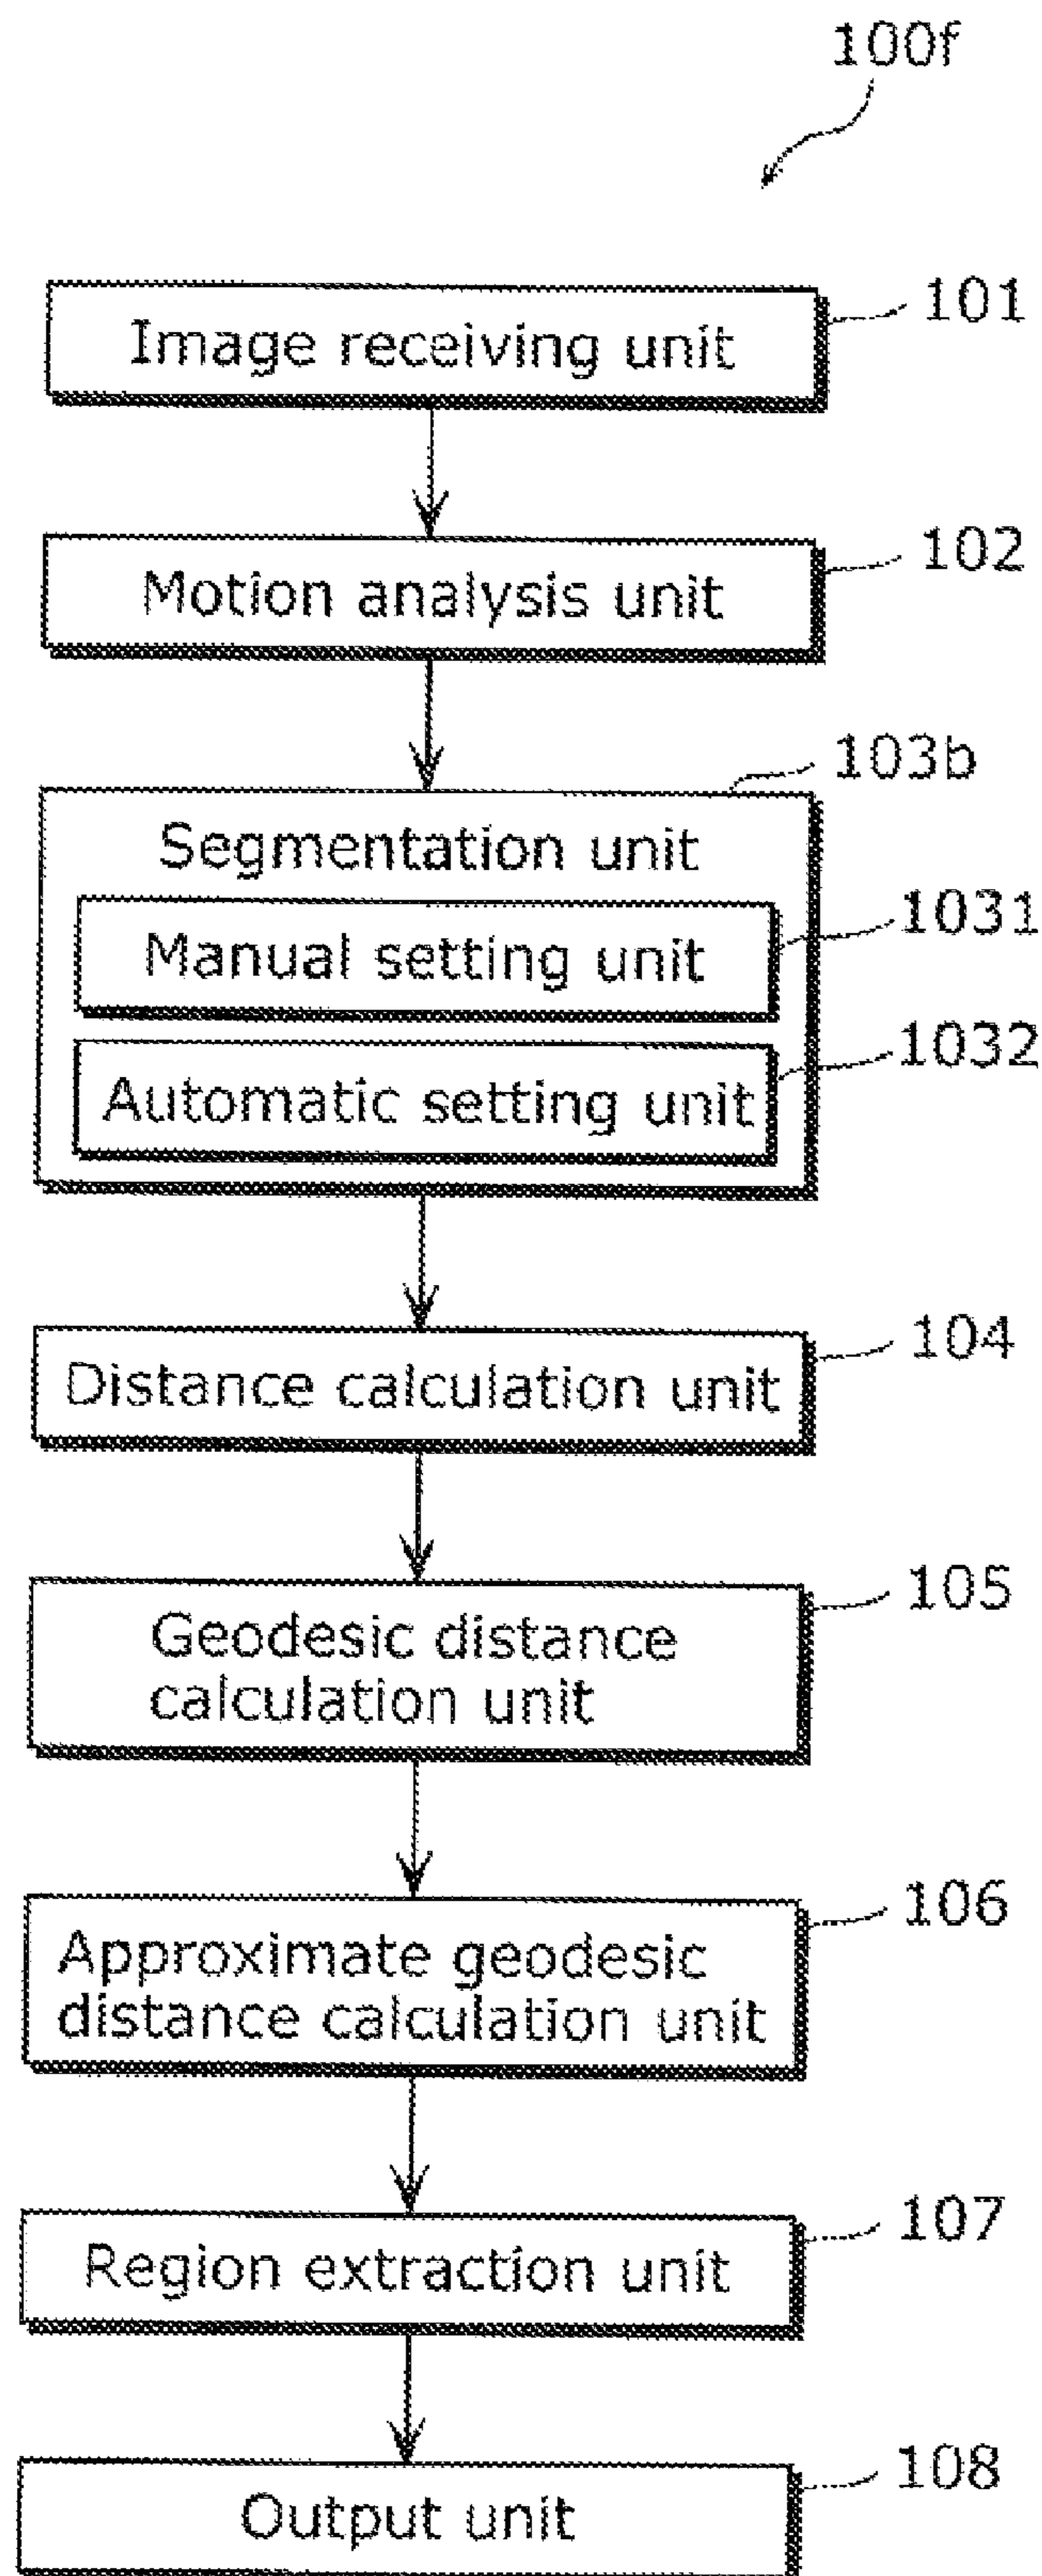 100f
Image receiving unit
101
Motion analysis unit
102
103b
Segmentation unit
Manual setting unit
1031
Automatic setting unit
1032
Distance calculation unit
104
Geodesic distance
calculation unit
105
Approximate geodesic
distance calculation unit
106
Region extraction unit
107
Output unit
108